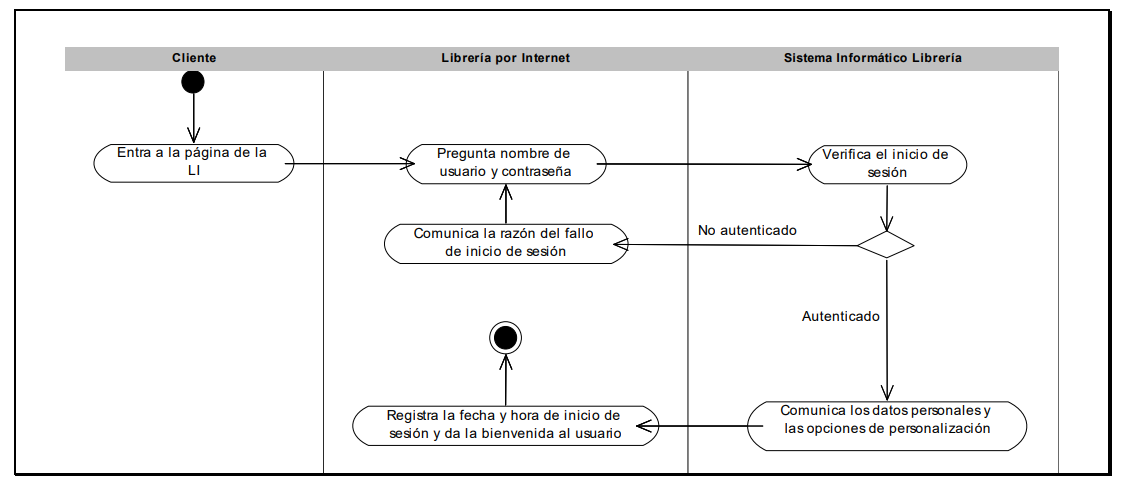 Cliente
Librería por Internet
Sistema Informático Librería
Entra a la página de la
LI
Pregunta nombre de
usuario y contraseña
Verifica el inicio de
sesión
Comunica la razón del fallo
de inicio de sesión
No autenticado
Autenticado
Registra la fecha y hora de inicio de
sesión y da la bienvenida al usuario
Comunica los datos personales y
las opciones de personalización